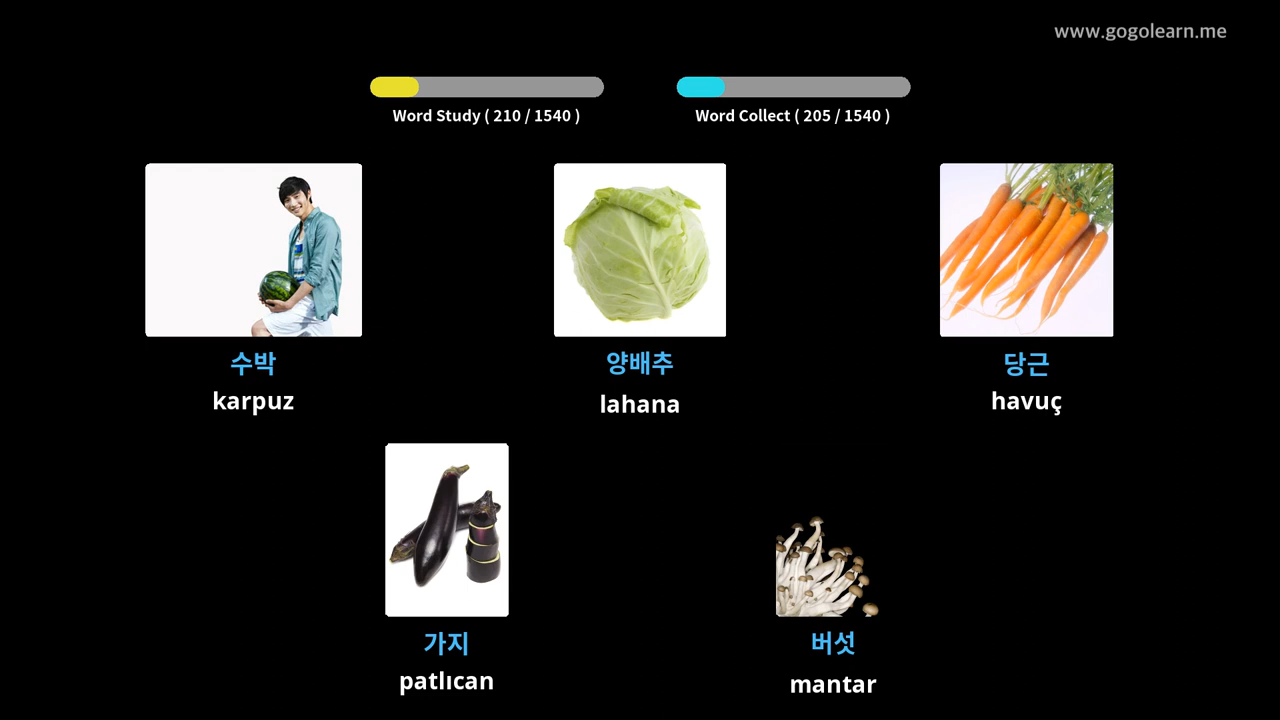 www.gogolearn.me
Word Study ( 210 / 1540 )
Word Collect ( 205 / 1540 )
수박
양배추
당근
karpuz
lahana
havuç
가지
버섯
patlıcan
mantar